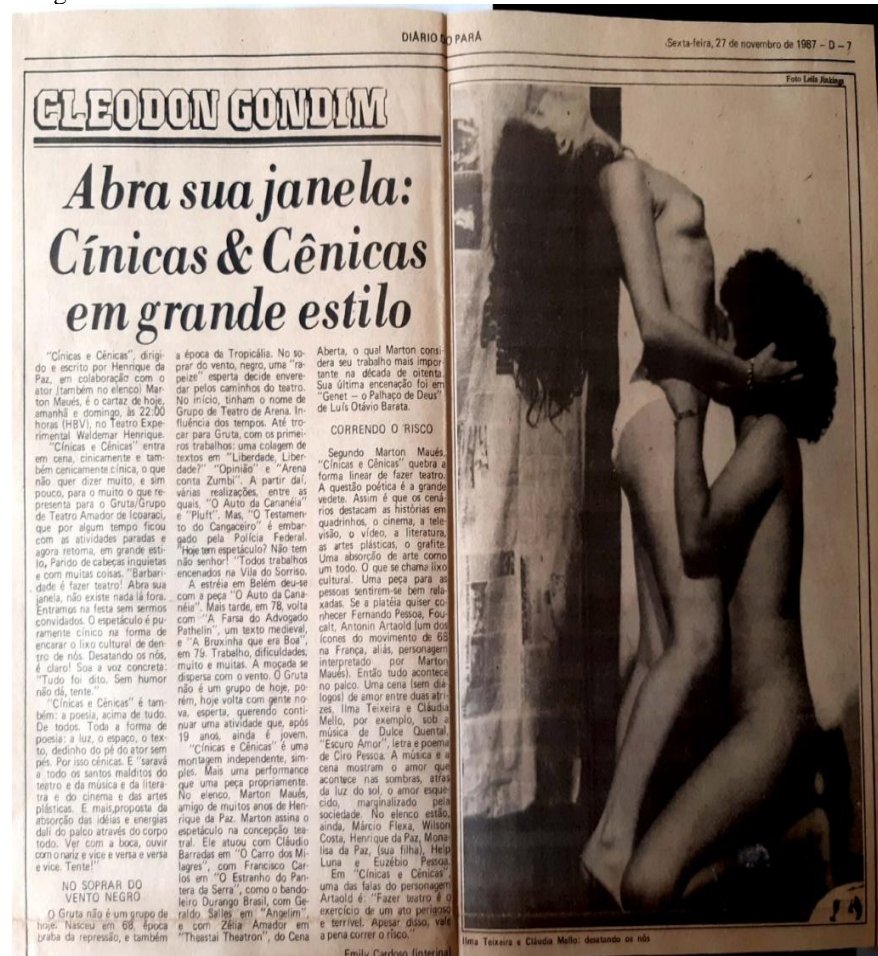 DIÁRIO DO PARÁ
Sexta-feira, 27 de novembro de 1987 — D — 7
Foto Leila Jinkings
CLEODON GONDIM
Abra sua janela:
Cínicas & Cênicas
em grande estilo
"Cínicas e Cênicas", dirigi-
do e escrito por Henrique da
Paz, em colaboração com o
ator (também no elenco) Mar-
ton Maués, é o cartaz de hoje,
amanhã e domingo, às 22:00
horas (HBV), no Teatro Expe-
rimental Waldemar Henrique.
"Cínicas e Cênicas" entra
em cena, cinicamente e tam-
bém cenicamente cínica, o que
não quer dizer muito, e sim
pouco, para o muito o que re-
presenta para o Gruta/Grupo
de Teatro Amador de Icoaraci,
que por algum tempo ficou
com as atividades paradas e
agora retoma, em grande esti-
lo, Parido de cabeças inquietas
e com muitas coisas. "Barbari-
dade é fazer teatro! Abra sua
janela, não existe nada lá fora.
Entramos na festa sem sermos
convidados. O espetáculo é pu-
ramente cínico na forma de
encarar o lixo cultural de den-
tro de nós. Desatando os nós,
é claro! Soa a voz concreta:
"Tudo foi dito. Sem humor
não dá, tente."
"Cínicas e Cênicas" é tam-
bém: a poesia, acima de tudo.
De todos. Toda a forma de
poesia: a luz, o espaço, o tex-
to, dedinho do pé do ator sem
pés. Por isso cênicas. E "saravá
a todo os santos malditos do
teatro e da música e da litera-
tra e do cinema e das artes
plásticas. E mais,proposta da
absorção das idéias e energias
dali do palco através do corpo
todo. Ver com a boca, ouvir
com o nariz e vice e versa e versa
e vice. Tente!"
NO SOPRAR DO
VENTO NEGRO
O Gruta não é um grupo de
hoje. Nasceu em 68, época
braba da repressão, e também
a época da Tropicália. No so-
prar do vento, negro, uma "ra-
peize" esperta decide envere-
dar pelos caminhos do teatro.
No início, tinham o nome de
Grupo de Teatro de Arena. In-
fluência dos tempos. Até tro-
car para Gruta, com os primei-
ros trabalhos: uma colagem de
textos em "Liberdade, Liber-
dade?" "Opinião" e "Arena
conta Zumbi". A partir daí,
várias realizações, entre as
quais, "O Auto da Cananéia"
e "Pluft". Mas, "O Testamen-
to do Cangaceiro" é embar-
gado pela Polícia Federal.
"Hoje tem espetáculo? Não tem
não senhor! "Todos trabalhos
encenados na Vila do Sorriso.
A estréia em Belém deu-se
com a peça "O Auto da Cana-
néia". Mais tarde, em 78, volta
com "A Farsa do Advogado
Pathelin", um texto medieval,
e "A Bruxinha que era Boa",
em 79. Trabalho, dificuldades,
muito e muitas. A moçada se
dispersa com o vento. O Gruta
não é um grupo de hoje, po-
rém, hoje volta com gente no-
va, esperta, querendo conti-
nuar uma atividade que, após
19 anos, ainda é jovem.
"Cínicas e Cênicas" é uma
montagem independente, sim-
ples. Mais uma performance
que uma peça propriamente.
No elenco, Marton Maués,
amigo de muitos anos de Hen-
rique da Paz. Marton assina o
espetáculo na concepção tea-
tral. Ele atuou com Cláudio
Barradas em "O Carro dos Mi-
lagres", com Francisco Car-
los em "O Estranho do Pan-
tera da Serra", como o bando-
leiro Durango Brasil, com Ge-
raldo Salles em "Angelim",
e com Zélia Amador em
"Theastai Theatron", do Cena
Aberta, o qual Marton consi-
dera seu trabalho mais impor-
tante na década de oitenta.
Sua última encenação foi em
"Genet — o Palhaço de Deus"
de Luís Otávio Barata.
CORRENDO O RISCO
Segundo Marton Maués,
"Cínicas e Cênicas" quebra a
forma linear de fazer teatro.
A questão poética é a grande
vedete. Assim é que os cená-
rios destacam as histórias em
quadrinhos, o cinema, a tele-
visão, o vídeo, a literatura,
as artes plásticas, o grafite.
Uma absorção de arte como
um todo. O que se chama lixo
cultural. Uma peça para as
pessoas sentirem-se bem rela-
xadas. Se a platéia quiser co-
nhecer Fernando Pessoa, Fou-
calt, Antonin Artaold (um dos
ícones do movimento de 68
na França, aliás, personagem
interpretado por Marton
Maués). Então tudo acontece
no palco. Uma cena (sem diá-
logos) de amor entre duas atri-
zes, Ilma Teixeira e Cláudia
Mello, por exemplo, sob a
música de Dulce Quental,
"Escuro Amor", letra e poema
de Ciro Pessoa. A música e a
cena mostram o amor que
acontece nas sombras, atrás
da luz do sol, o amor esque-
cido, marginalizado pela
sociedade. No elenco estão,
ainda, Márcio Flexa, Wilson
Costa, Henrique da Paz, Mona-
lisa da Paz, (sua filha), Help
Luna e Euzébio Pessoa.
Em "Cínicas e Cênicas",
uma das falas do personagem
Artaold é: "Fazer teatro é o
exercício de um ato perigoso
e terrível. Apesar disso, vale
a pena correr o risco."
Emily Cardoso (interina)
Ilma Teixeira e Cláudia Mello: desatando os nós